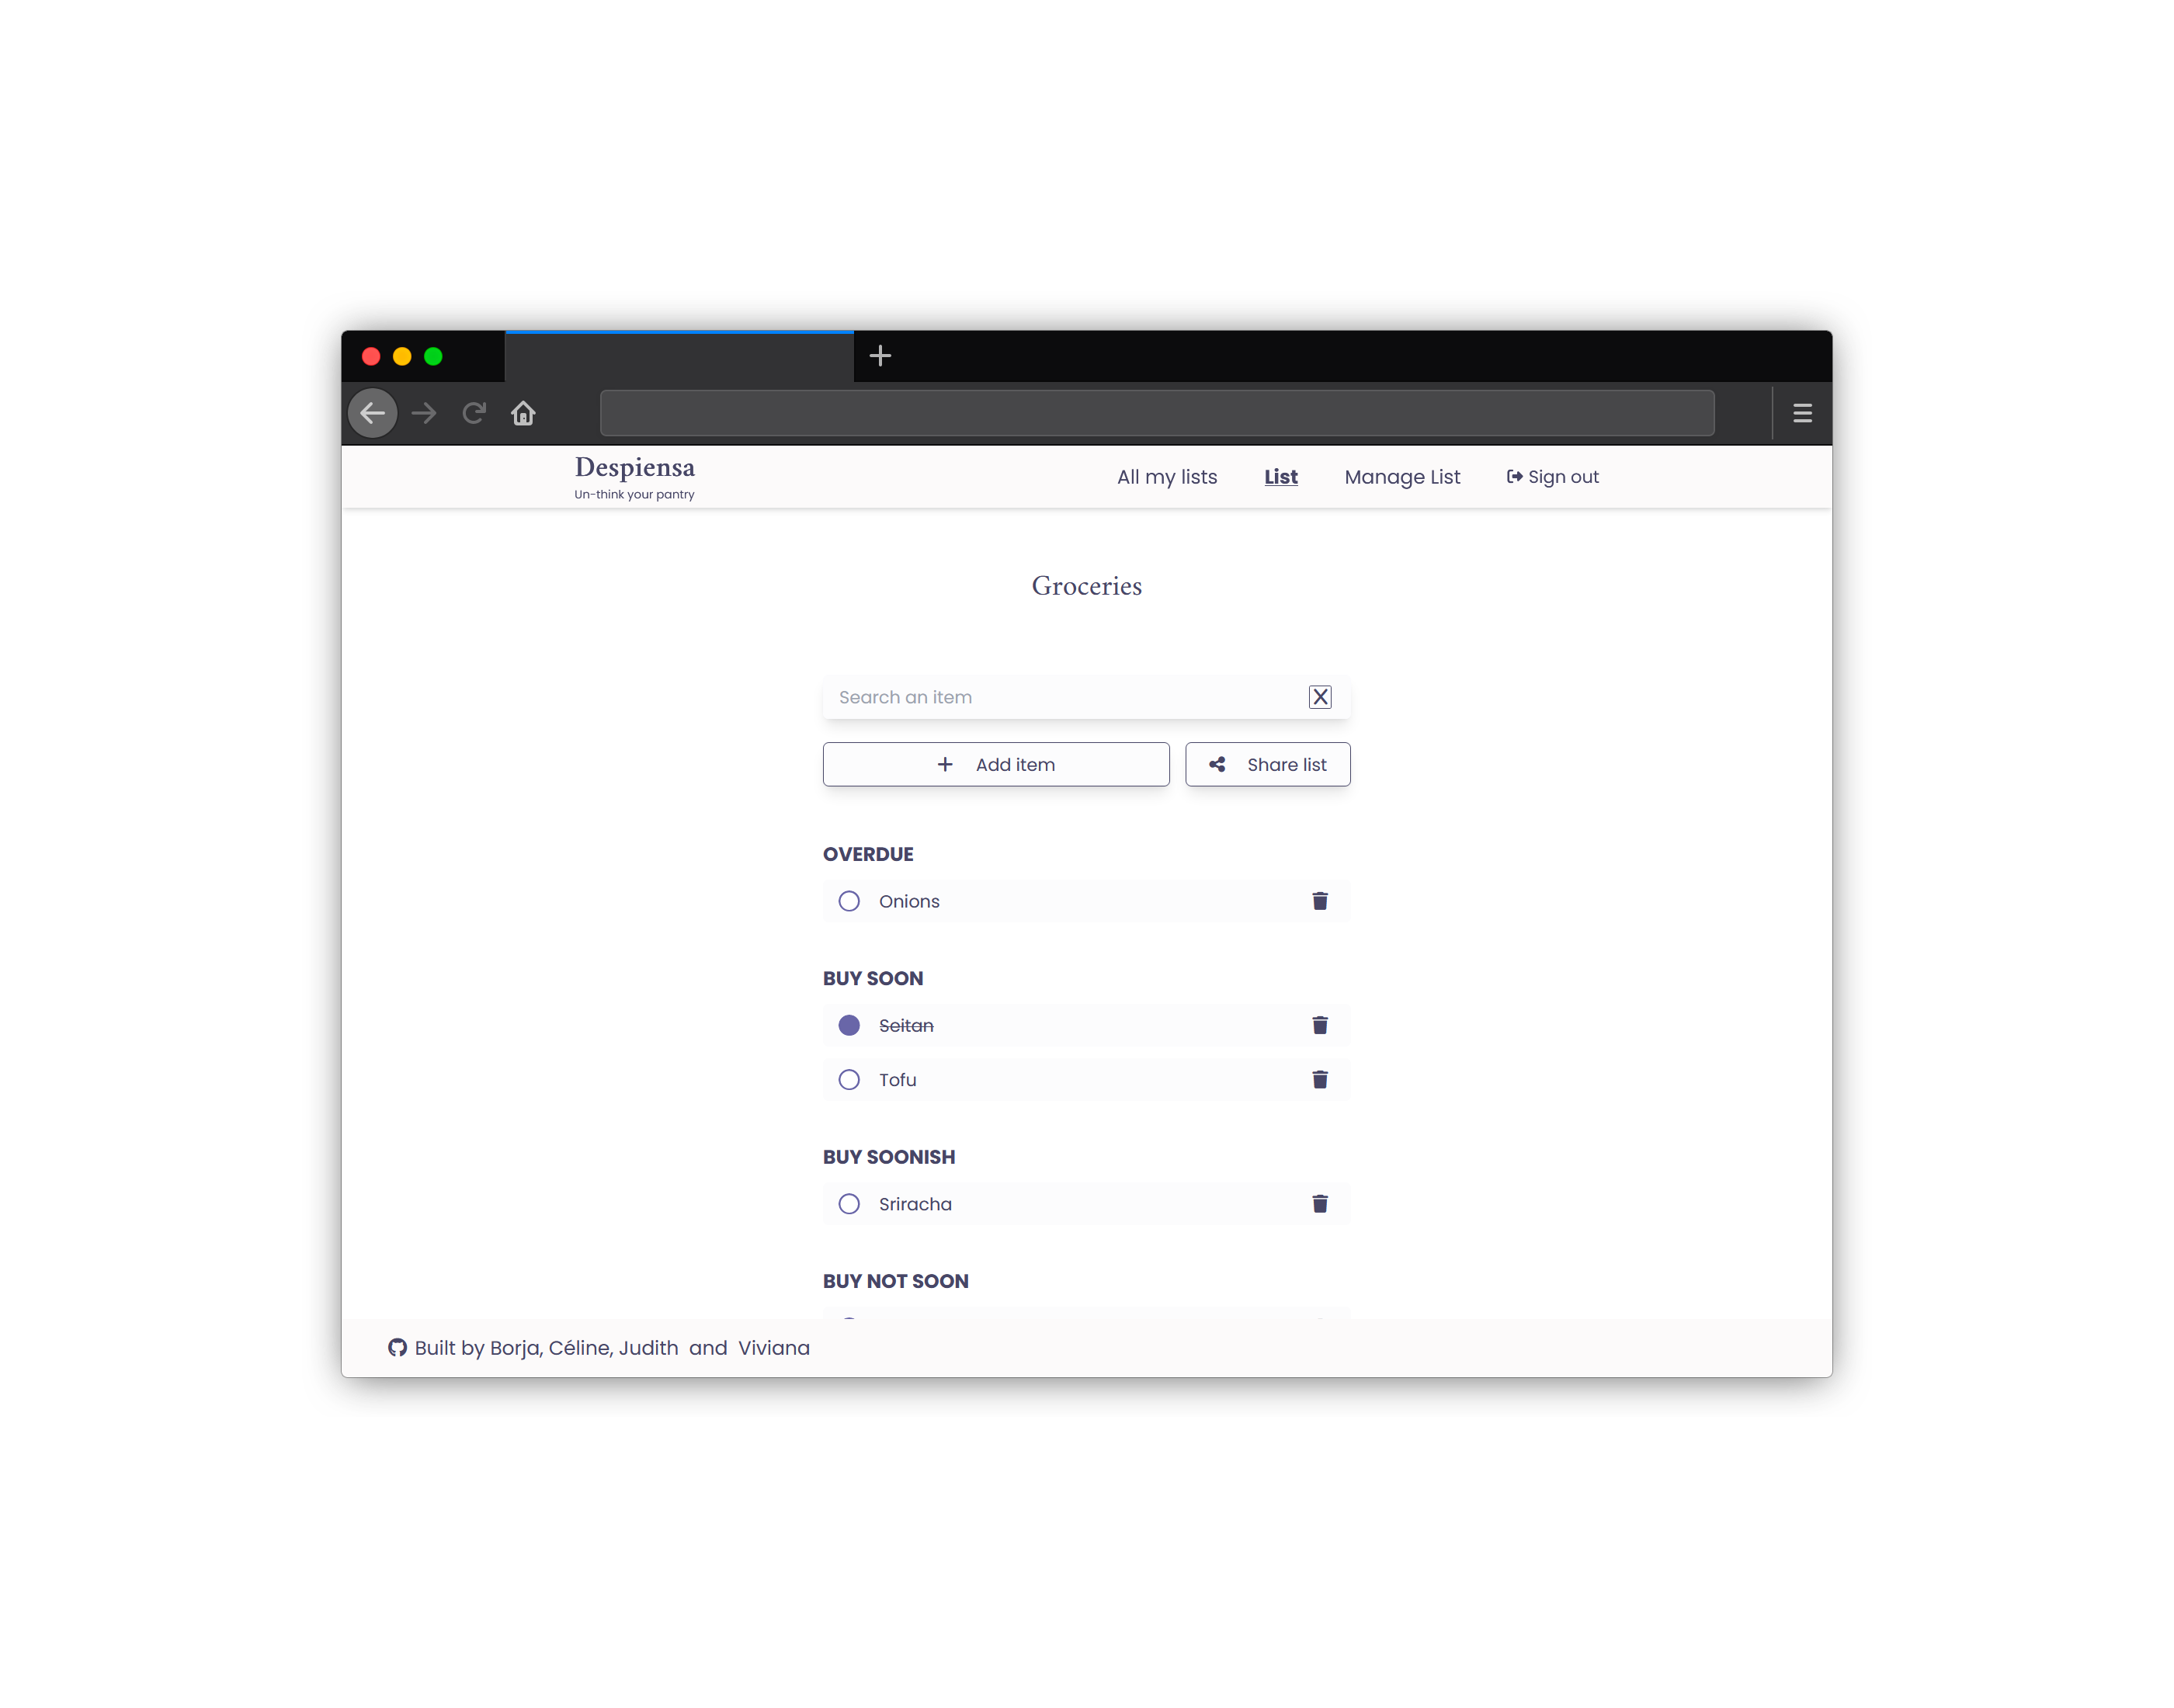 Despiensa
Un-think your pantry
All my lists List Manage List Sign out
Groceries
Search an item X
Add item Share list
OVERDUE
Onions
BUY SOON
Seitan
Tofu
BUY SOONISH
Sriracha
BUY NOT SOON
Built by Borja, Céline, Judith and Viviana